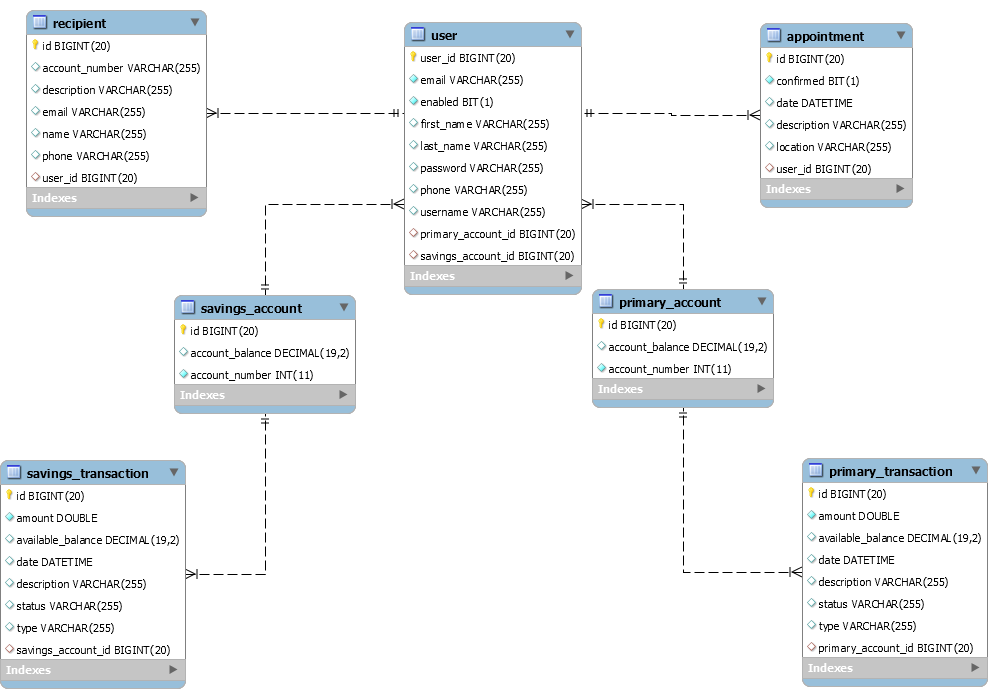 recipient
id BIGINT(20)
account_number VARCHAR(255)
description VARCHAR(255)
email VARCHAR(255)
name VARCHAR(255)
phone VARCHAR(255)
user_id BIGINT(20)
Indexes
user
user_id BIGINT(20)
email VARCHAR(255)
enabled BIT(1)
first_name VARCHAR(255)
last_name VARCHAR(255)
password VARCHAR(255)
phone VARCHAR(255)
username VARCHAR(255)
primary_account_id BIGINT(20)
savings_account_id BIGINT(20)
Indexes
appointment
id BIGINT(20)
confirmed BIT(1)
date DATETIME
description VARCHAR(255)
location VARCHAR(255)
user_id BIGINT(20)
Indexes
savings_account
id BIGINT(20)
account_balance DECIMAL(19,2)
account_number INT(11)
Indexes
primary_account
id BIGINT(20)
account_balance DECIMAL(19,2)
account_number INT(11)
Indexes
savings_transaction
id BIGINT(20)
amount DOUBLE
available_balance DECIMAL(19,2)
date DATETIME
description VARCHAR(255)
status VARCHAR(255)
type VARCHAR(255)
savings_account_id BIGINT(20)
Indexes
primary_transaction
id BIGINT(20)
amount DOUBLE
available_balance DECIMAL(19,2)
date DATETIME
description VARCHAR(255)
status VARCHAR(255)
type VARCHAR(255)
primary_account_id BIGINT(20)
Indexes